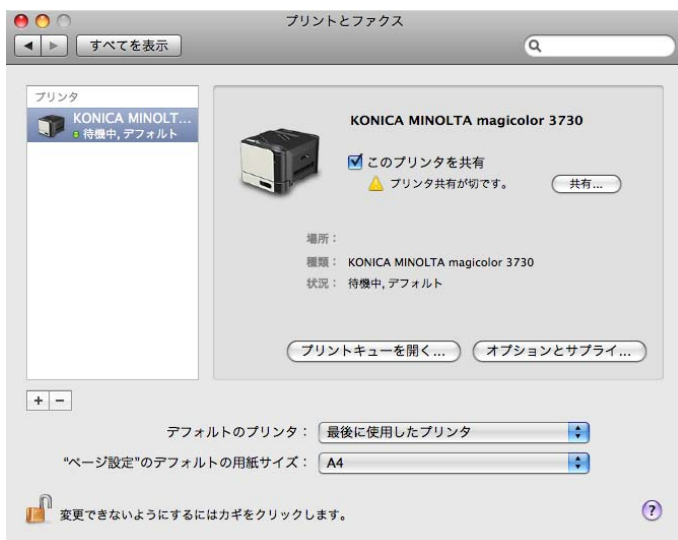 プリントとファクス
すべてを表示
プリンタ
KONICA MINOLT...
待機中, デフォルト
KONICA MINOLTA magicolor 3730
このプリンタを共有
プリンタ共有が切です。
共有...
場所：
種類： KONICA MINOLTA magicolor 3730
状況： 待機中, デフォルト
プリントキューを開く...
オプションとサプライ...
+ −
デフォルトのプリンタ： 最後に使用したプリンタ
"ページ設定"のデフォルトの用紙サイズ： A4
変更できないようにするにはカギをクリックします。
?